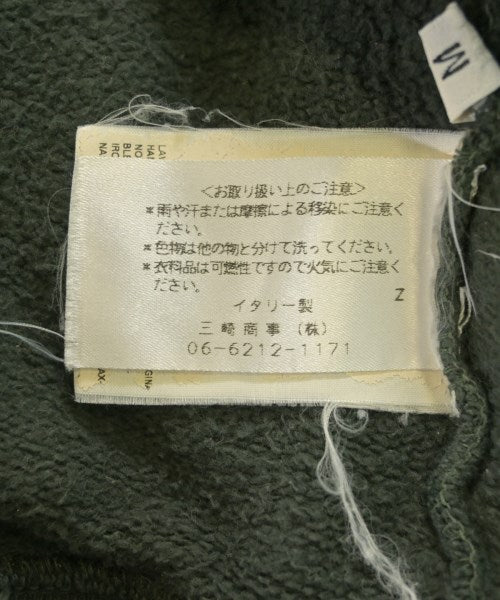 M
<お取り扱い上のご注意>
*雨や汗または摩擦による移染にご注意く
ださい。
*色物は他の物と分けて洗ってください。
*衣料品は可燃性ですので火気にご注意く
ださい。
イタリー製
Z
三崎商事(株)
06-6212-1171